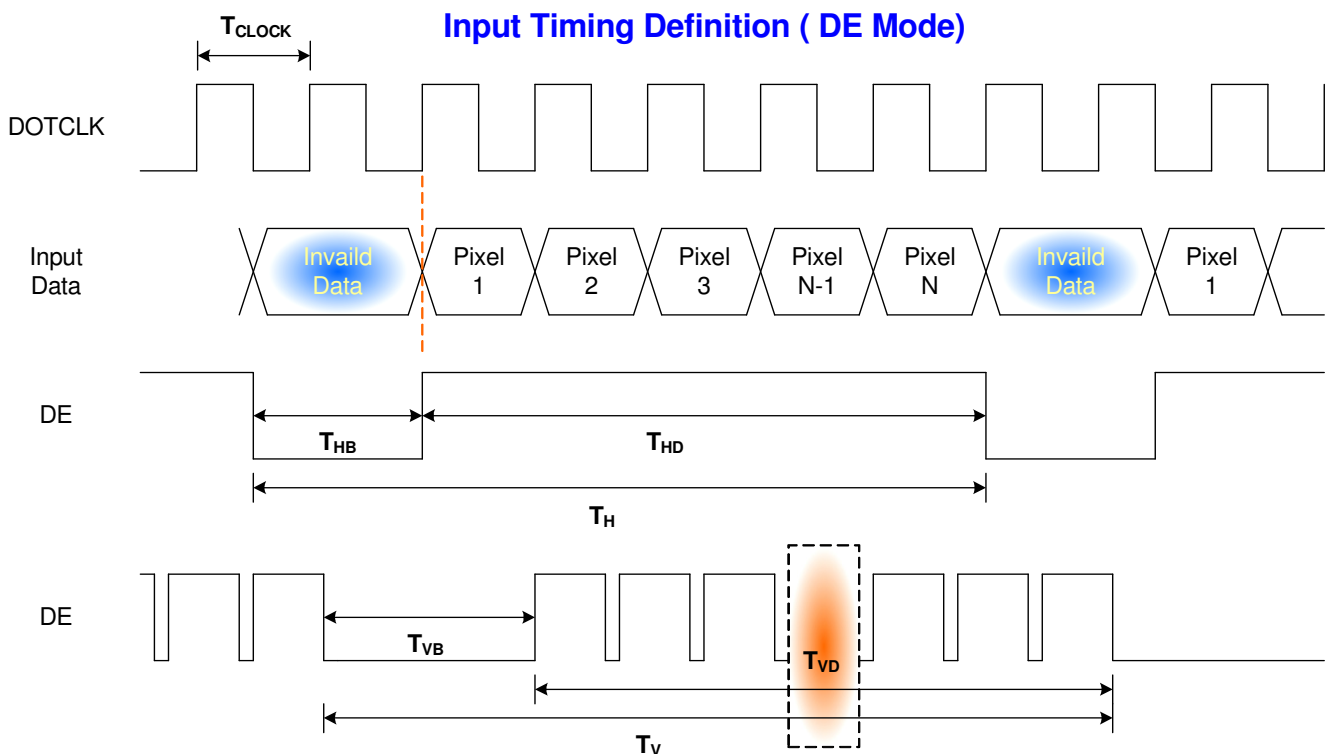 Input Timing Definition ( DE Mode)
TCLOCK
DOTCLK
Input
Data
Invaild
Data
Pixel
1
Pixel
2
Pixel
3
Pixel
N-1
Pixel
N
Invaild
Data
Pixel
1
DE
THB
THD
TH
DE
TVB
TVD
TV